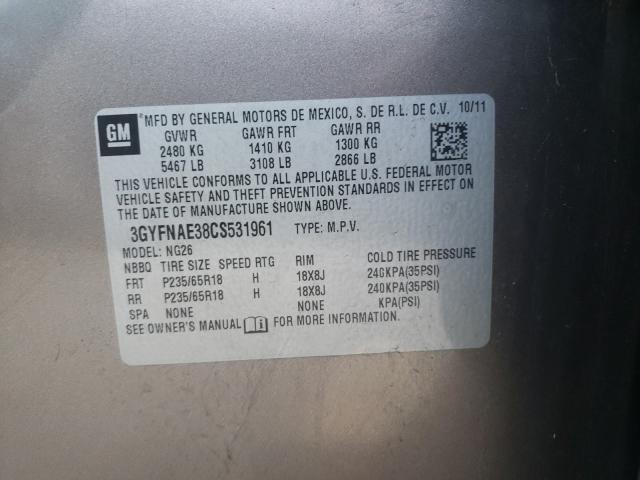 GM
®MFD BY GENERAL MOTORS DE MEXICO, S. DE R.L. DE C.V. 10/11
GVWR GAWR FRT GAWR RR
2480 KG 1410 KG 1300 KG
5467 LB 3108 LB 2866 LB
THIS VEHICLE CONFORMS TO ALL APPLICABLE U.S. FEDERAL MOTOR
VEHICLE SAFETY AND THEFT PREVENTION STANDARDS IN EFFECT ON
THE DATE OF MANUFACTURE SHOWN ABOVE.
3GYFNAE38CS531961 TYPE: M.P.V.
MODEL: NG26
NBBQ TIRE SIZE SPEED RTG RIM COLD TIRE PRESSURE
FRT P235/65R18 H 18X8J 240KPA(35PSI)
RR P235/65R18 H 18X8J 240KPA(35PSI)
SPA NONE NONE KPA(PSI)
SEE OWNER'S MANUAL FOR MORE INFORMATION.